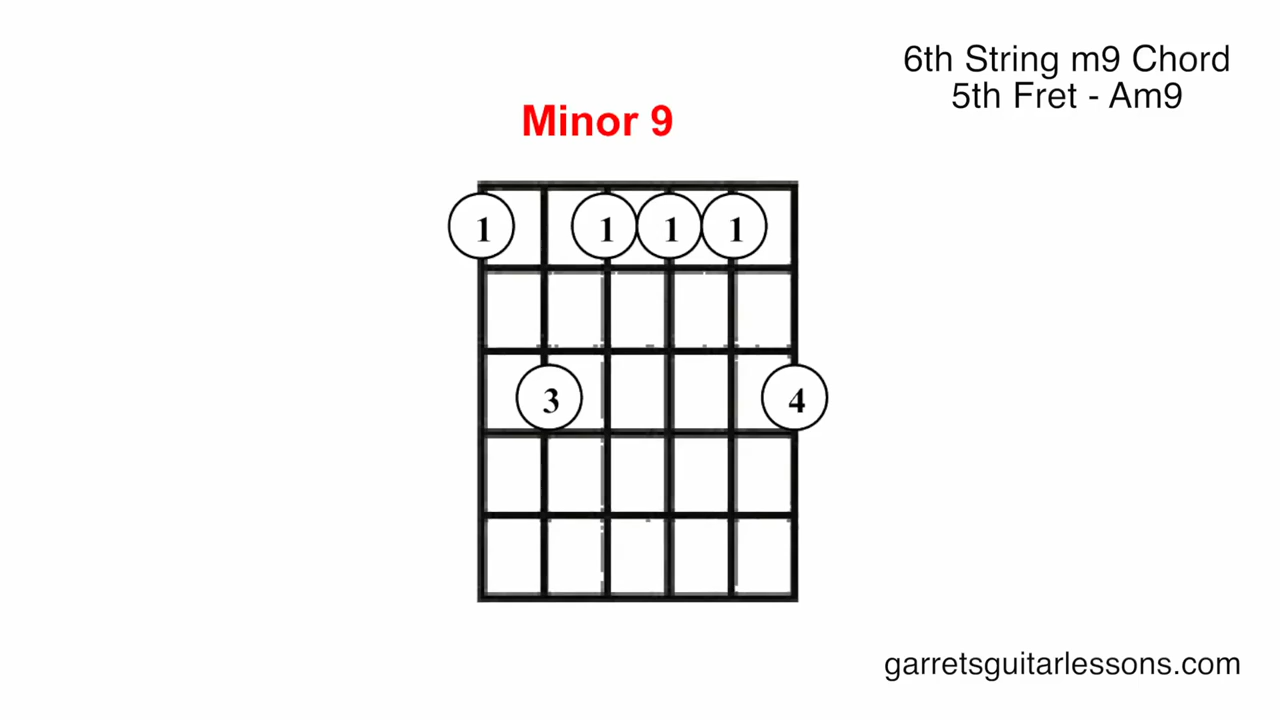 6th String m9 Chord
5th Fret - Am9
Minor 9
1 1 1 1
3 4
garretsguitarlessons.com